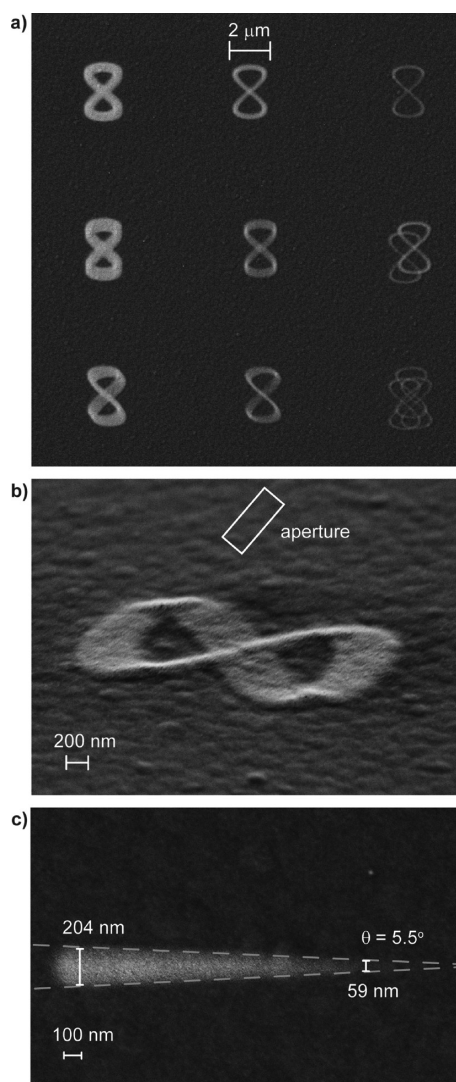 a)
2 μm
b)
aperture
200 nm
c)
204 nm
θ = 5.5°
59 nm
100 nm